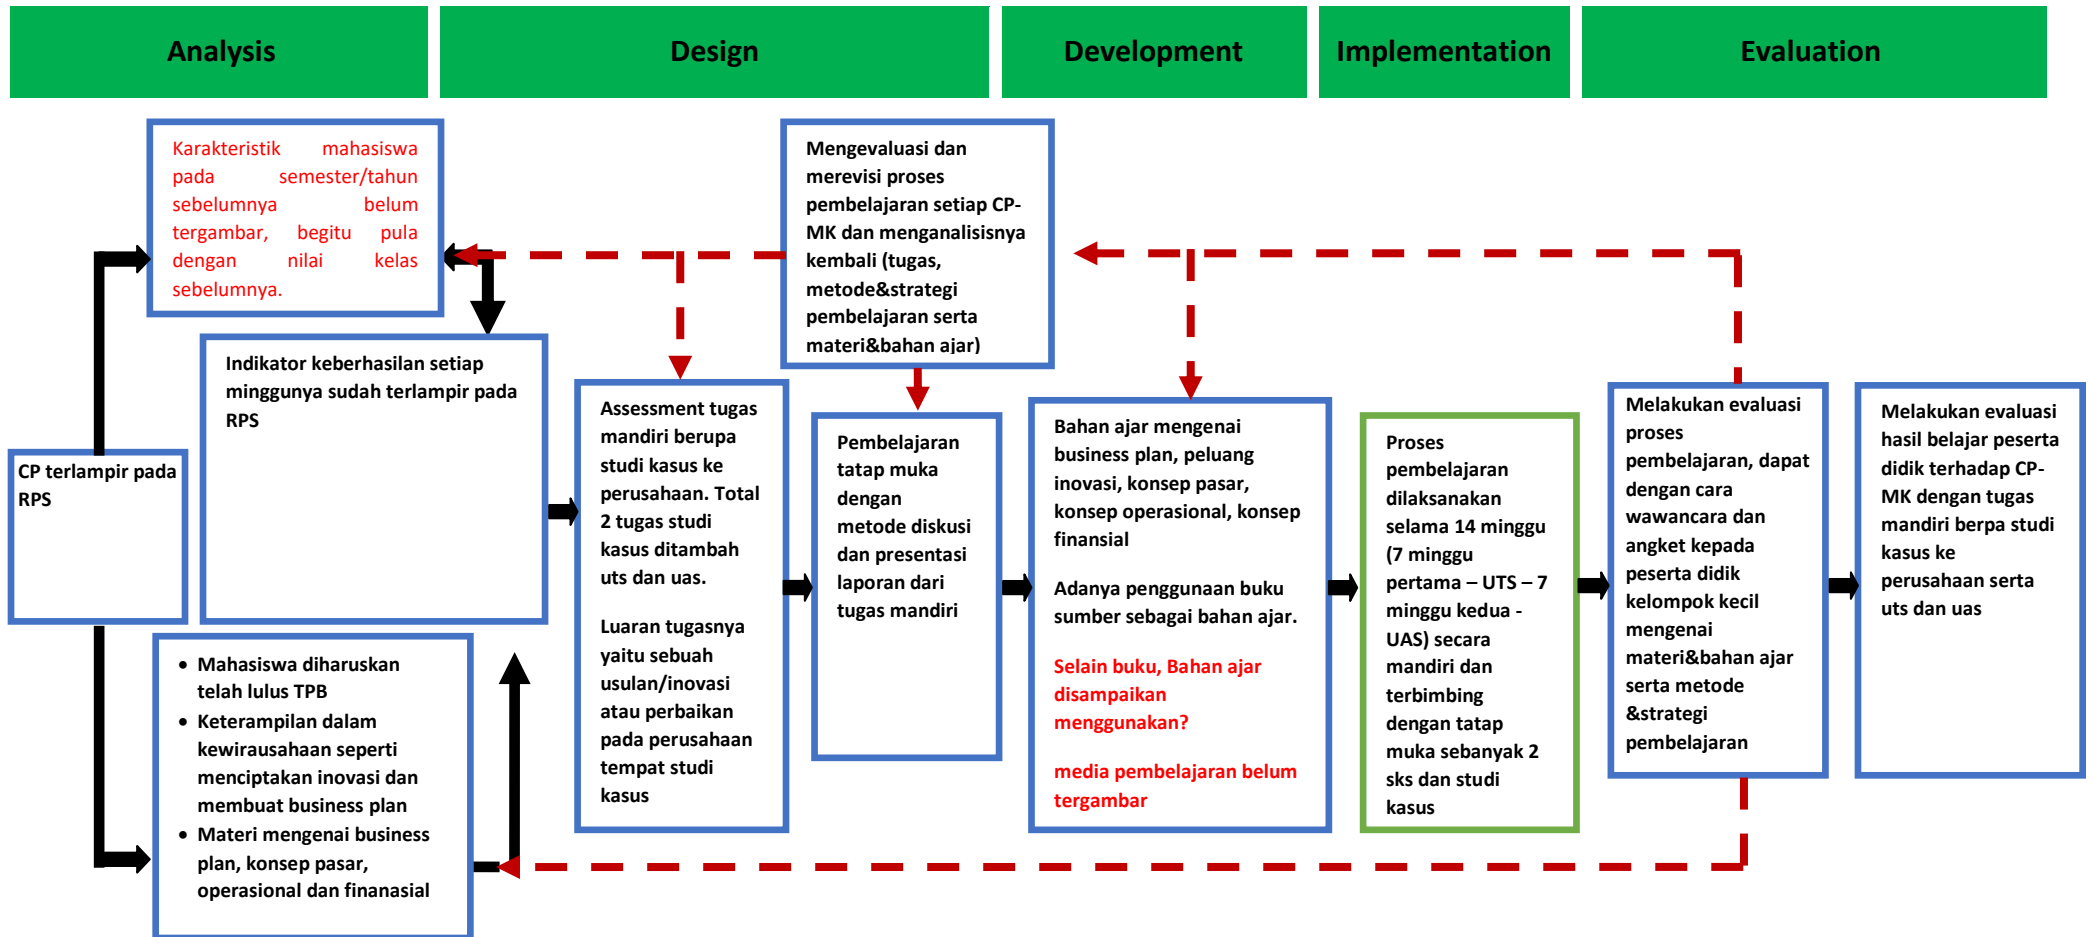 Analysis
Design
Development
Implementation
Evaluation
Karakteristik mahasiswa
pada semester/tahun
sebelumnya belum
tergambar, begitu pula
dengan nilai kelas
sebelumnya.
Mengevaluasi dan
merevisi proses
pembelajaran setiap CP-
MK dan menganalisisnya
kembali (tugas,
metode&strategi
pembelajaran serta
materi&bahan ajar)
Indikator keberhasilan setiap
minggunya sudah terlampir pada
RPS
CP terlampir pada
RPS
• Mahasiswa diharuskan
telah lulus TPB
• Keterampilan dalam
kewirausahaan seperti
menciptakan inovasi dan
membuat business plan
• Materi mengenai business
plan, konsep pasar,
operasional dan finanasial
Assessment tugas
mandiri berupa
studi kasus ke
perusahaan. Total
2 tugas studi
kasus ditambah
uts dan uas.
Luaran tugasnya
yaitu sebuah
usulan/inovasi
atau perbaikan
pada perusahaan
tempat studi
kasus
Pembelajaran
tatap muka
dengan
metode diskusi
dan presentasi
laporan dari
tugas mandiri
Bahan ajar mengenai
business plan, peluang
inovasi, konsep pasar,
konsep operasional, konsep
finansial
Adanya penggunaan buku
sumber sebagai bahan ajar.
Selain buku, Bahan ajar
disampaikan
menggunakan?
media pembelajaran belum
tergambar
Proses
pembelajaran
dilaksanakan
selama 14 minggu
(7 minggu
pertama – UTS – 7
minggu kedua -
UAS) secara
mandiri dan
terbimbing
dengan tatap
muka sebanyak 2
sks dan studi
kasus
Melakukan evaluasi
proses
pembelajaran, dapat
dengan cara
wawancara dan
angket kepada
peserta didik
kelompok kecil
mengenai
materi&bahan ajar
serta metode
&strategi
pembelajaran
Melakukan evaluasi
hasil belajar peserta
didik terhadap CP-
MK dengan tugas
mandiri berpa studi
kasus ke
perusahaan serta
uts dan uas